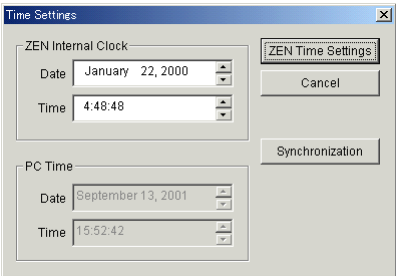 Time Settings
ZEN Internal Clock
Date January 22, 2000
Time 4:48:48
PC Time
Date September 13, 2001
Time 15:52:42
ZEN Time Settings
Cancel
Synchronization